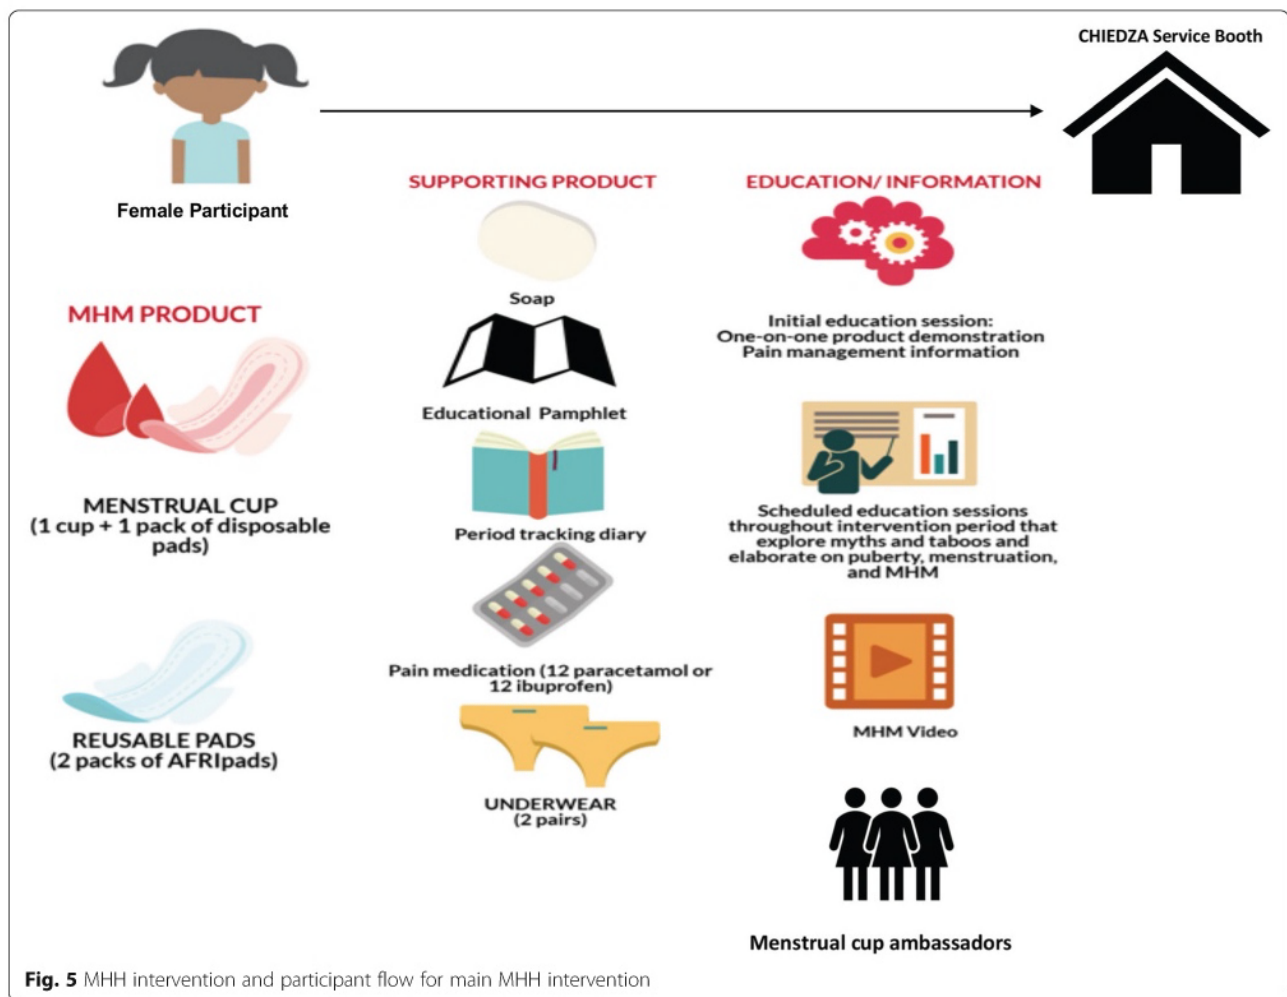 CHIEDZA Service Booth
Female Participant
MHM PRODUCT
MENSTRUAL CUP
(1 cup + 1 pack of disposable
pads)
REUSABLE PADS
(2 packs of AFRIpads)
SUPPORTING PRODUCT
Soap
Educational Pamphlet
Period tracking diary
Pain medication (12 paracetamol or
12 ibuprofen)
UNDERWEAR
(2 pairs)
EDUCATION/ INFORMATION
Initial education session:
One-on-one product demonstration
Pain management information
Scheduled education sessions
throughout intervention period that
explore myths and taboos and
elaborate on puberty, menstruation,
and MHM
MHM Video
Menstrual cup ambassadors
Fig. 5 MHH intervention and participant flow for main MHH intervention